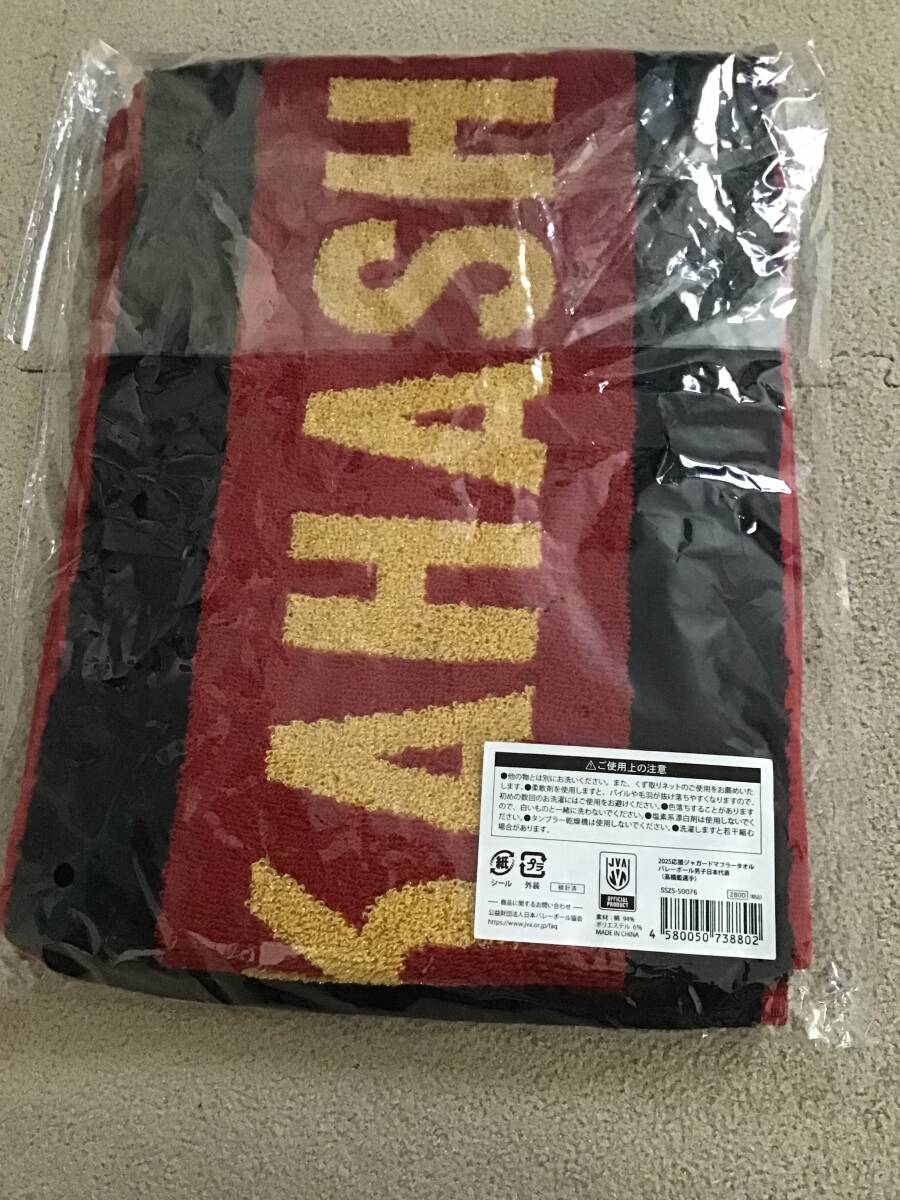 KAHASH
⚠ご使用上の注意
●他の物とは別にお洗いください。また、くず取りネットのご使用をお薦めいた
します。●柔軟剤を使用しますと、パイルや毛羽が抜け落ちやすくなりますので、
初めの数回のお洗濯にはご使用をお避けください。●色落ちすることがあります
ので、白いものと一緒に洗わないでください。●塩素系漂白剤は使用しないでく
ださい。●タンブラー乾燥機は使用しないでください。●洗濯しますと若干縮む
場合があります。
紙
シール
プラ
外装
検針済
商品に関するお問い合わせ
公益財団法人日本バレーボール協会
https://www.jva.or.jp/faq
JVA
OFFICIAL
PRODUCT
素材:綿 94%
ポリエステル 6%
MADE IN CHINA
2025応援ジャガードマフラータオル
バレーボール男子日本代表
(髙橋藍選手)
SSZS-50076
2800 (税込)
4 580050 738802